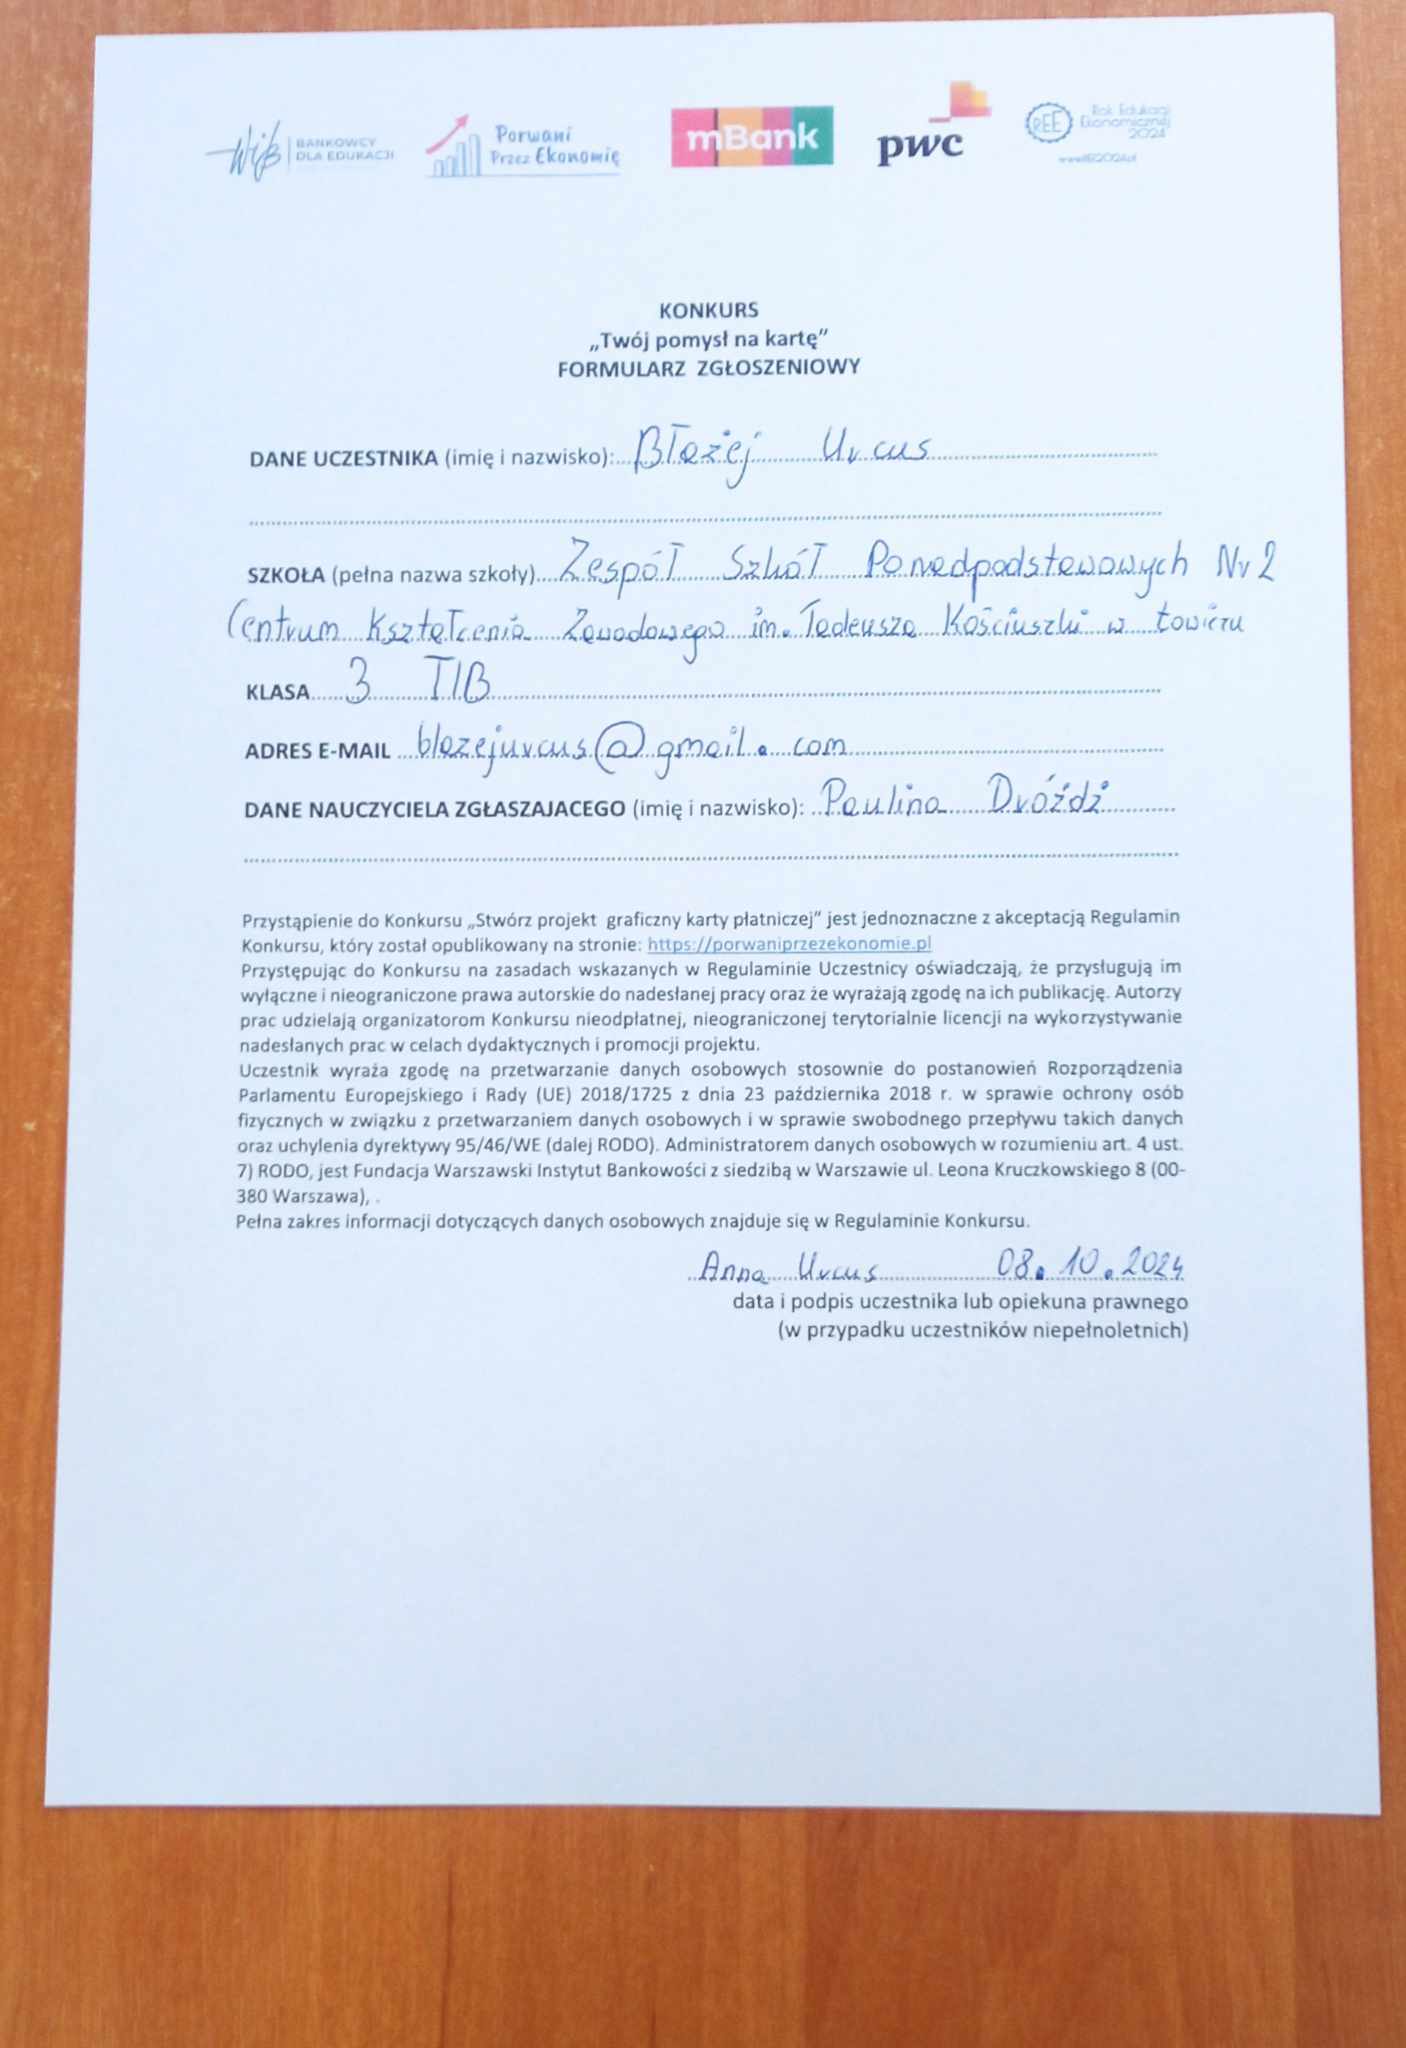 WIB BANKOWCY DLA EDUKACJI
Porwani Przez Ekonomię
mBank
pwc
REE Rok Edukacji Ekonomicznej 2024
KONKURS
„Twój pomysł na kartę”
FORMULARZ ZGŁOSZENIOWY
DANE UCZESTNIKA (imię i nazwisko): Błażej Urcus
SZKOŁA (pełna nazwa szkoły) Zespół Szkół Ponadpodstawowych Nr 2
Centrum Kształcenia Zawodowego im. Tadeusza Kościuszki w Łowiczu
KLASA 3 TIB
ADRES E-MAIL blazejurcus@gmail.com
DANE NAUCZYCIELA ZGŁASZAJACEGO (imię i nazwisko): Paulina Dróżdż
Przystąpienie do Konkursu „Stwórz projekt graficzny karty płatniczej” jest jednoznaczne z akceptacją Regulamin
Konkursu, który został opublikowany na stronie: https://porwaniprzezekonomie.pl
Przystępując do Konkursu na zasadach wskazanych w Regulaminie Uczestnicy oświadczają, że przysługują im
wyłączne i nieograniczone prawa autorskie do nadesłanej pracy oraz że wyrażają zgodę na ich publikację. Autorzy
prac udzielają organizatorom Konkursu nieodpłatnej, nieograniczonej terytorialnie licencji na wykorzystywanie
nadesłanych prac w celach dydaktycznych i promocji projektu.
Uczestnik wyraża zgodę na przetwarzanie danych osobowych stosownie do postanowień Rozporządzenia
Parlamentu Europejskiego i Rady (UE) 2018/1725 z dnia 23 października 2018 r. w sprawie ochrony osób
fizycznych w związku z przetwarzaniem danych osobowych i w sprawie swobodnego przepływu takich danych
oraz uchylenia dyrektywy 95/46/WE (dalej RODO). Administratorem danych osobowych w rozumieniu art. 4 ust.
7) RODO, jest Fundacja Warszawski Instytut Bankowości z siedzibą w Warszawie ul. Leona Kruczkowskiego 8 (00-
380 Warszawa), .
Pełna zakres informacji dotyczących danych osobowych znajduje się w Regulaminie Konkursu.
Anna Urcus 08.10.2024
data i podpis uczestnika lub opiekuna prawnego
(w przypadku uczestników niepełnoletnich)